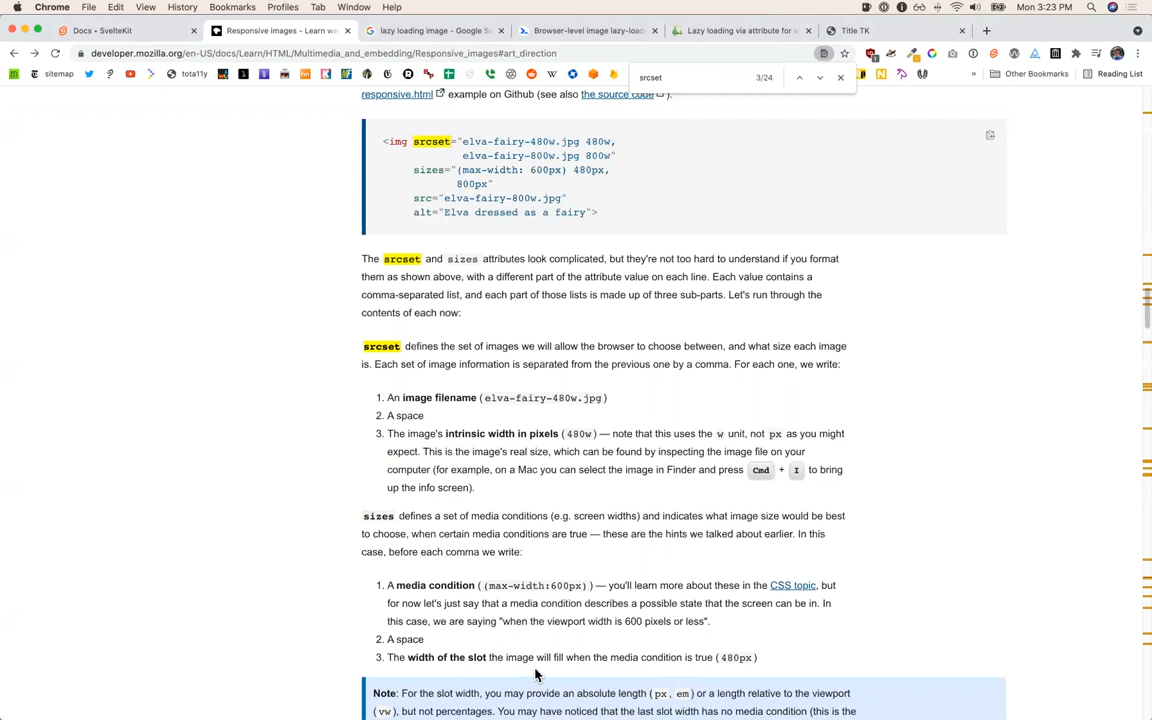 Chrome File Edit View History Bookmarks Profiles Tab Window Help Mon 3:23 PM
Docs • SvelteKit
Responsive images - Learn we
lazy loading image - Google S
Browser-level image lazy-load
Lazy loading via attribute for i
Title TK
developer.mozilla.org/en-US/docs/Learn/HTML/Multimedia_and_embedding/Responsive_images#art_direction
sitemap
tota11y
srcset 3/24
Other Bookmarks
Reading List
responsive.html example on Github (see also the source code ).
<img srcset="elva-fairy-480w.jpg 480w,
elva-fairy-800w.jpg 800w"
sizes="(max-width: 600px) 480px,
800px"
src="elva-fairy-800w.jpg"
alt="Elva dressed as a fairy">
The srcset and sizes attributes look complicated, but they're not too hard to understand if you format
them as shown above, with a different part of the attribute value on each line. Each value contains a
comma-separated list, and each part of those lists is made up of three sub-parts. Let's run through the
contents of each now:
srcset defines the set of images we will allow the browser to choose between, and what size each image
is. Each set of image information is separated from the previous one by a comma. For each one, we write:
1. An image filename (elva-fairy-480w.jpg)
2. A space
3. The image's intrinsic width in pixels (480w) — note that this uses the w unit, not px as you might
expect. This is the image's real size, which can be found by inspecting the image file on your
computer (for example, on a Mac you can select the image in Finder and press Cmd + I to bring
up the info screen).
sizes defines a set of media conditions (e.g. screen widths) and indicates what image size would be best
to choose, when certain media conditions are true — these are the hints we talked about earlier. In this
case, before each comma we write:
1. A media condition ((max-width:600px)) — you'll learn more about these in the CSS topic, but
for now let's just say that a media condition describes a possible state that the screen can be in. In
this case, we are saying "when the viewport width is 600 pixels or less".
2. A space
3. The width of the slot the image will fill when the media condition is true (480px)
Note: For the slot width, you may provide an absolute length (px, em) or a length relative to the viewport
(vw), but not percentages. You may have noticed that the last slot width has no media condition (this is the